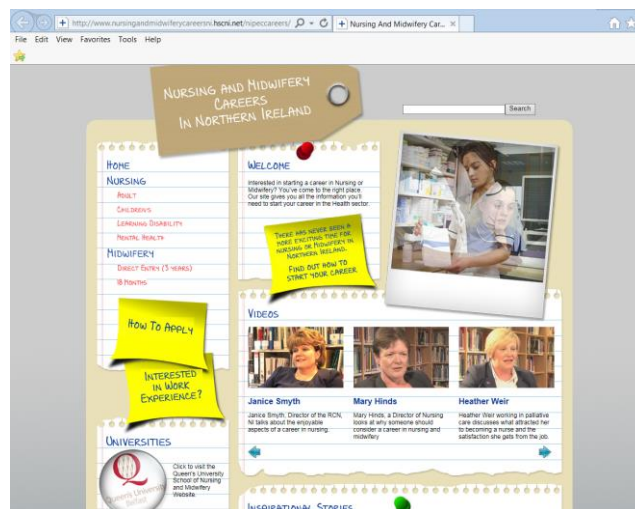 http://www.nursingandmidwiferycareersni.hscni.net/nipeccareers/
Nursing And Midwifery Car...
File Edit View Favorites Tools Help
NURSING AND MIDWIFERY
CAREERS
IN NORTHERN IRELAND
Search
HOME
NURSING
ADULT
CHILDREN'S
LEARNING DISABILITY
MENTAL HEALTH
MIDWIFERY
DIRECT ENTRY (3 YEARS)
18 MONTHS
HOW TO APPLY
INTERESTED
IN WORK
EXPERIENCE?
UNIVERSITIES
Queen's University
Belfast
Click to visit the
Queen's University
School of Nursing
and Midwifery
Website.
WELCOME
Interested in starting a career in Nursing or
Midwifery? You've come to the right place.
Our site gives you all the information you'll
need to start your career in the Health sector.
THERE HAS NEVER BEEN A
MORE EXCITING TIME FOR
NURSING OR MIDWIFERY IN
NORTHERN IRELAND.
FIND OUT HOW TO
START YOUR CAREER
VIDEOS
Janice Smyth
Janice Smyth, Director of the RCN,
NI talks about the enjoyable
aspects of a career in nursing.
Mary Hinds
Mary Hinds, a Director of Nursing
looks at why someone should
consider a career in nursing and
midwifery
Heather Weir
Heather Weir working in palliative
care discusses what attracted her
to becoming a nurse and the
satisfaction she gets from the job.
INSPIRATIONAL STORIES